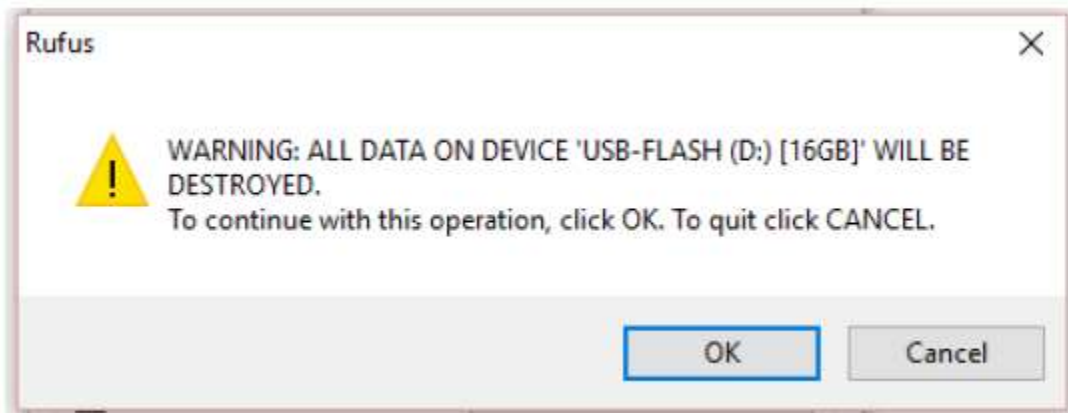 Rufus
WARNING: ALL DATA ON DEVICE 'USB-FLASH (D:) [16GB]' WILL BE
DESTROYED.
To continue with this operation, click OK. To quit click CANCEL.
OK
Cancel